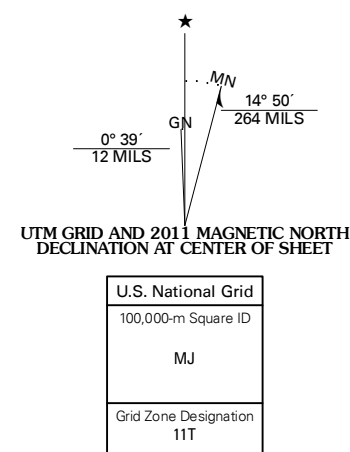 ★
MN
GN
14° 50´
264 MILS
0° 39´
12 MILS
UTM GRID AND 2011 MAGNETIC NORTH
DECLINATION AT CENTER OF SHEET
U.S. National Grid
100,000-m Square ID
MJ
Grid Zone Designation
11T